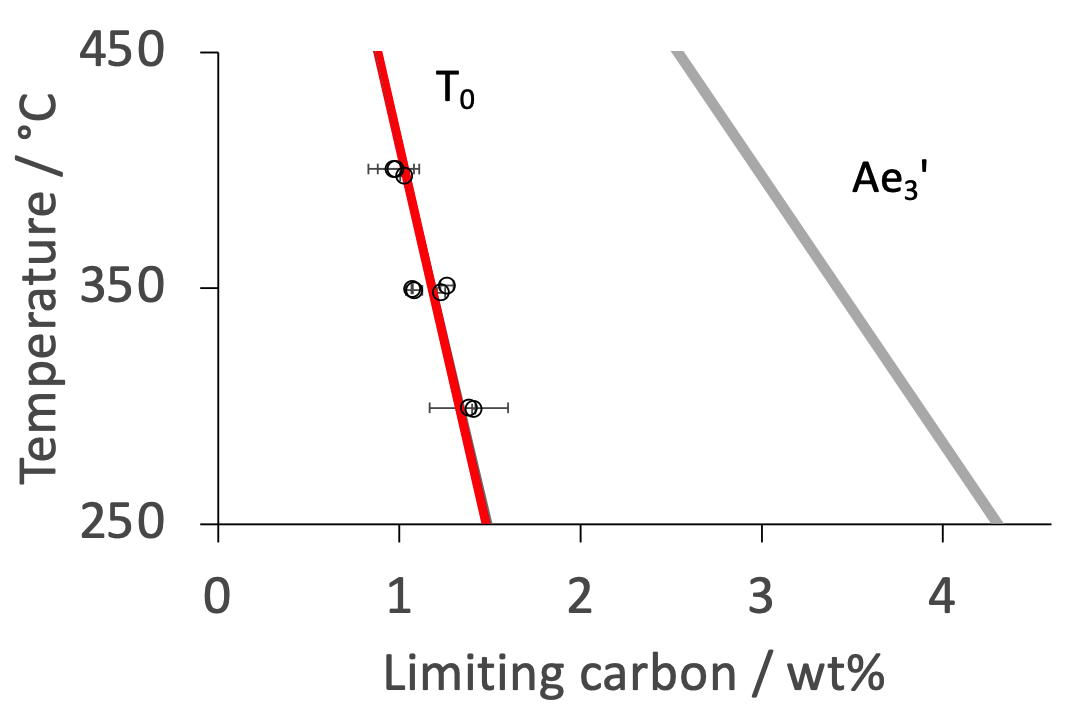 450
350
250
Temperature / °C
T₀
Ae₃'
0 1 2 3 4
Limiting carbon / wt%